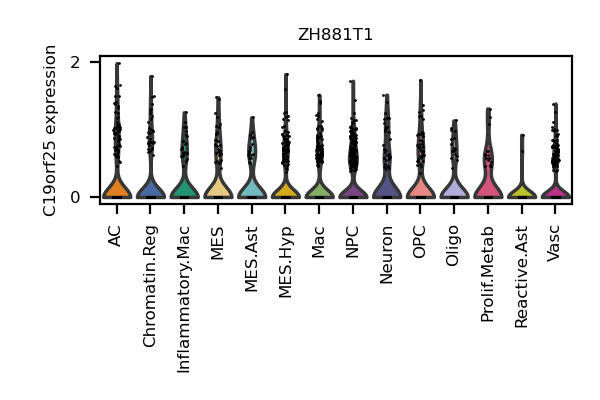 ZH881T1
C19orf25 expression
2
0
AC
Chromatin.Reg
Inflammatory.Mac
MES
MES.Ast
MES.Hyp
Mac
NPC
Neuron
OPC
Oligo
Prolif.Metab
Reactive.Ast
Vasc